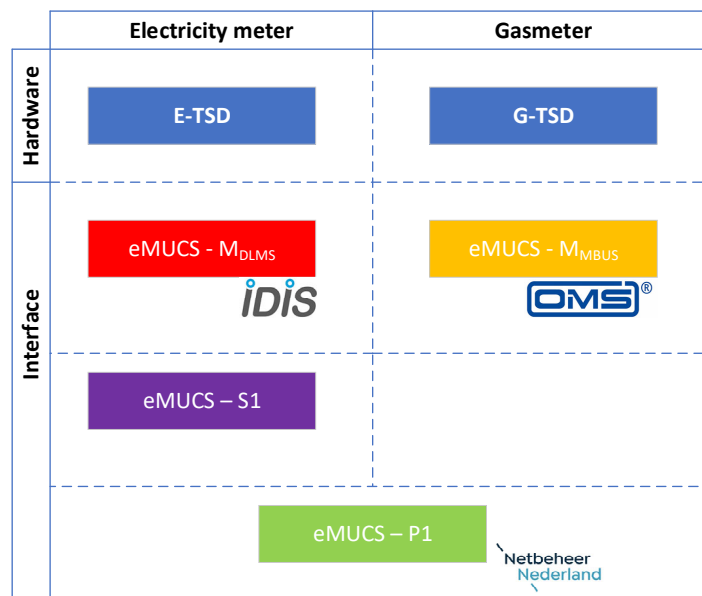 Electricity meter
Gasmeter
Hardware
E-TSD
G-TSD
Interface
eMUCS - MDLMS
eMUCS - MMBUS
iDiS
OMS®
eMUCS – S1
eMUCS – P1
Netbeheer
Nederland